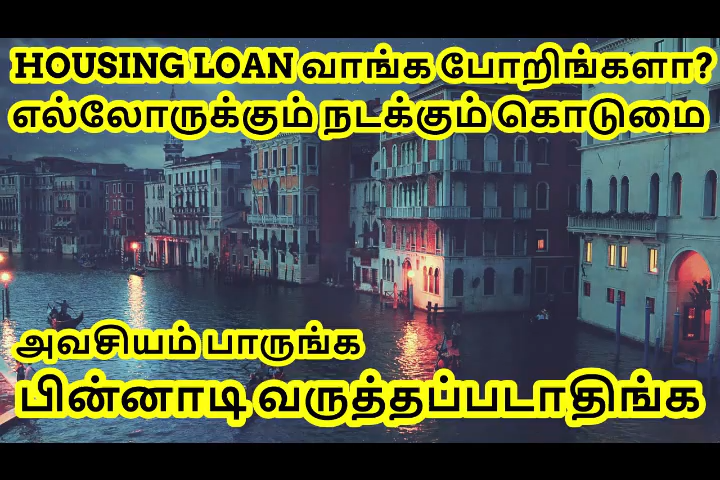 HOUSING LOAN வாங்க போறிங்களா?
எல்லோருக்கும் நடக்கும் கொடுமை
அவசியம் பாருங்க
பின்னாடி வருத்தப்படாதிங்க